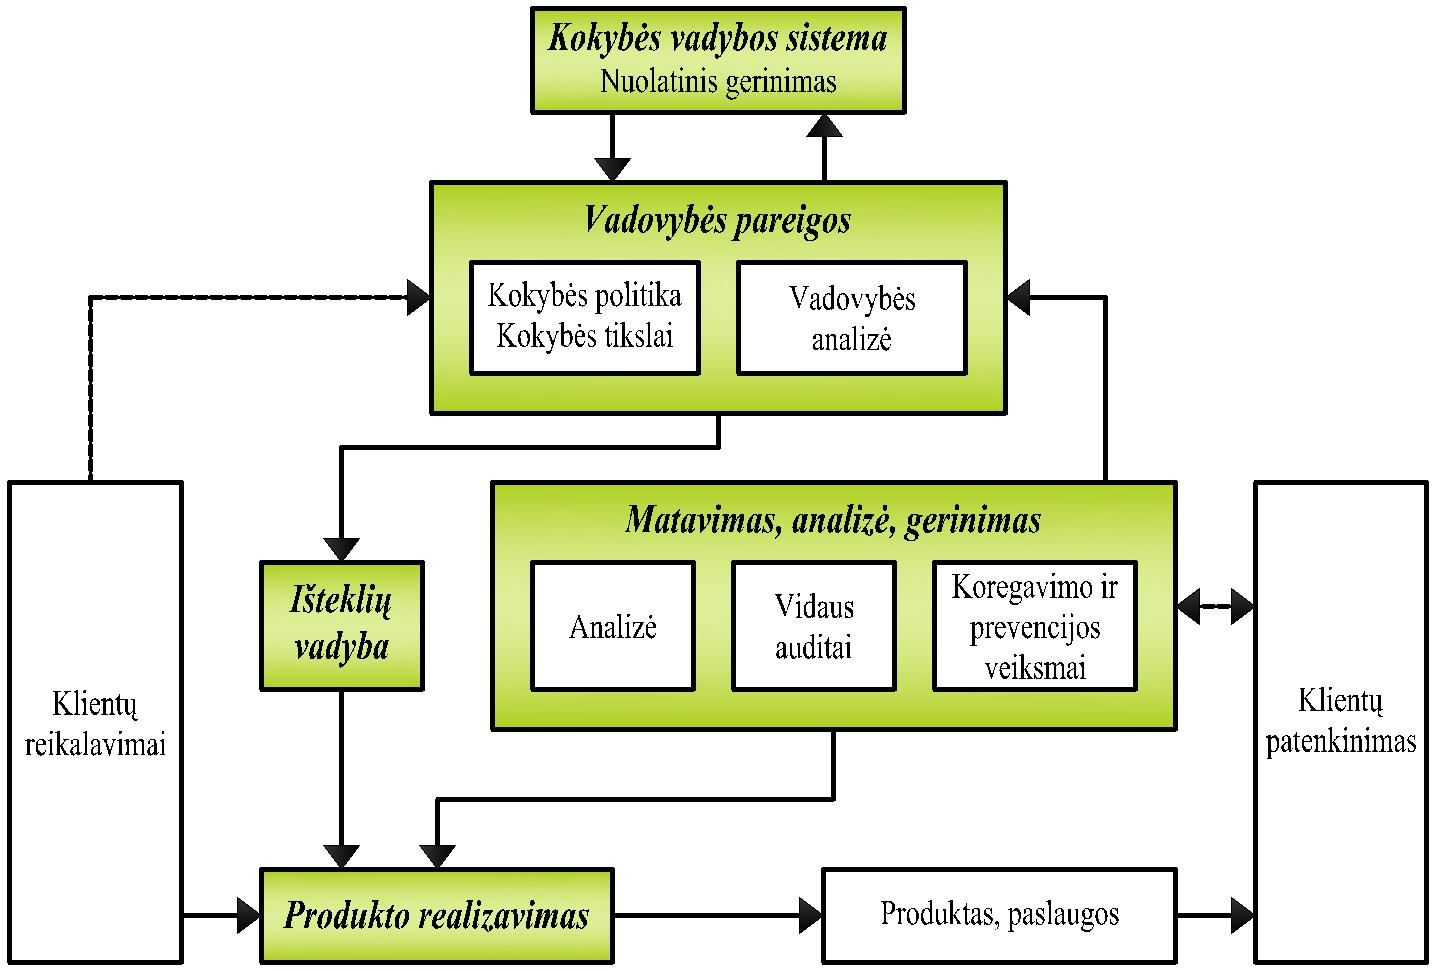 Kokybės vadybos sistema
Nuolatinis gerinimas
Vadovybės pareigos
Kokybės politika
Kokybės tikslai
Vadovybės
analizė
Matavimas, analizė, gerinimas
Analizė
Vidaus
auditai
Koregavimo ir
prevencijos
veiksmai
Išteklių
vadyba
Klientų
reikalavimai
Klientų
patenkinimas
Produkto realizavimas
Produktas, paslaugos